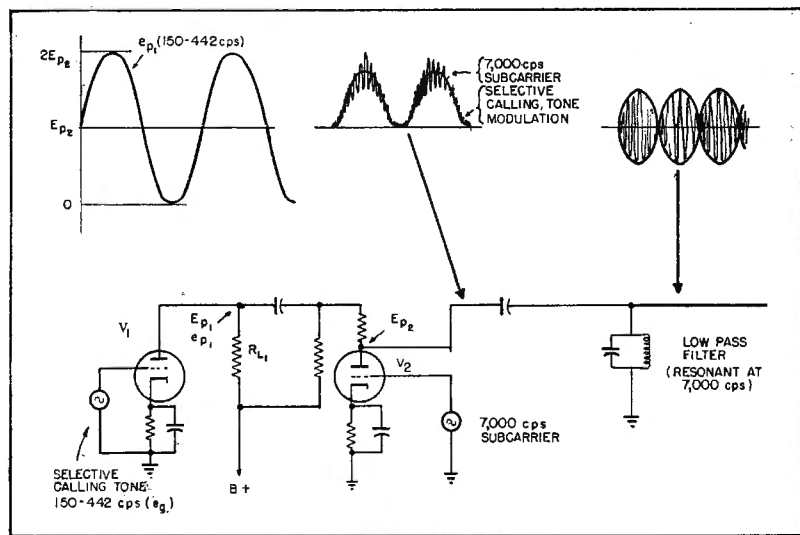 2Ep₂
ep₁(150-442 cps)
Ep₂
0
7,000-cps
SUBCARRIER
SELECTIVE
CALLING, TONE
MODULATION
V₁
Ep₁
ep₁
RL₁
Ep₂
V₂
LOW PASS
FILTER
(RESONANT AT
7,000 cps)
7,000 cps
SUBCARRIER
SELECTIVE
CALLING TONE
150-442 cps (eg)
B+